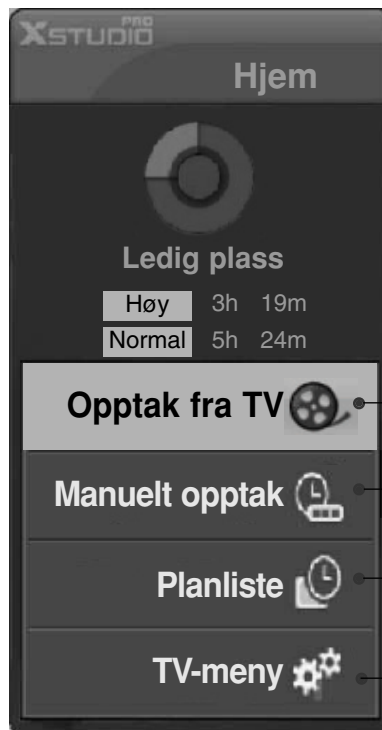 XSTUDIO PRO
Hjem
Ledig plass
Høy 3h 19m
Normal 5h 24m
Opptak fra TV
Manuelt opptak
Planliste
TV-meny